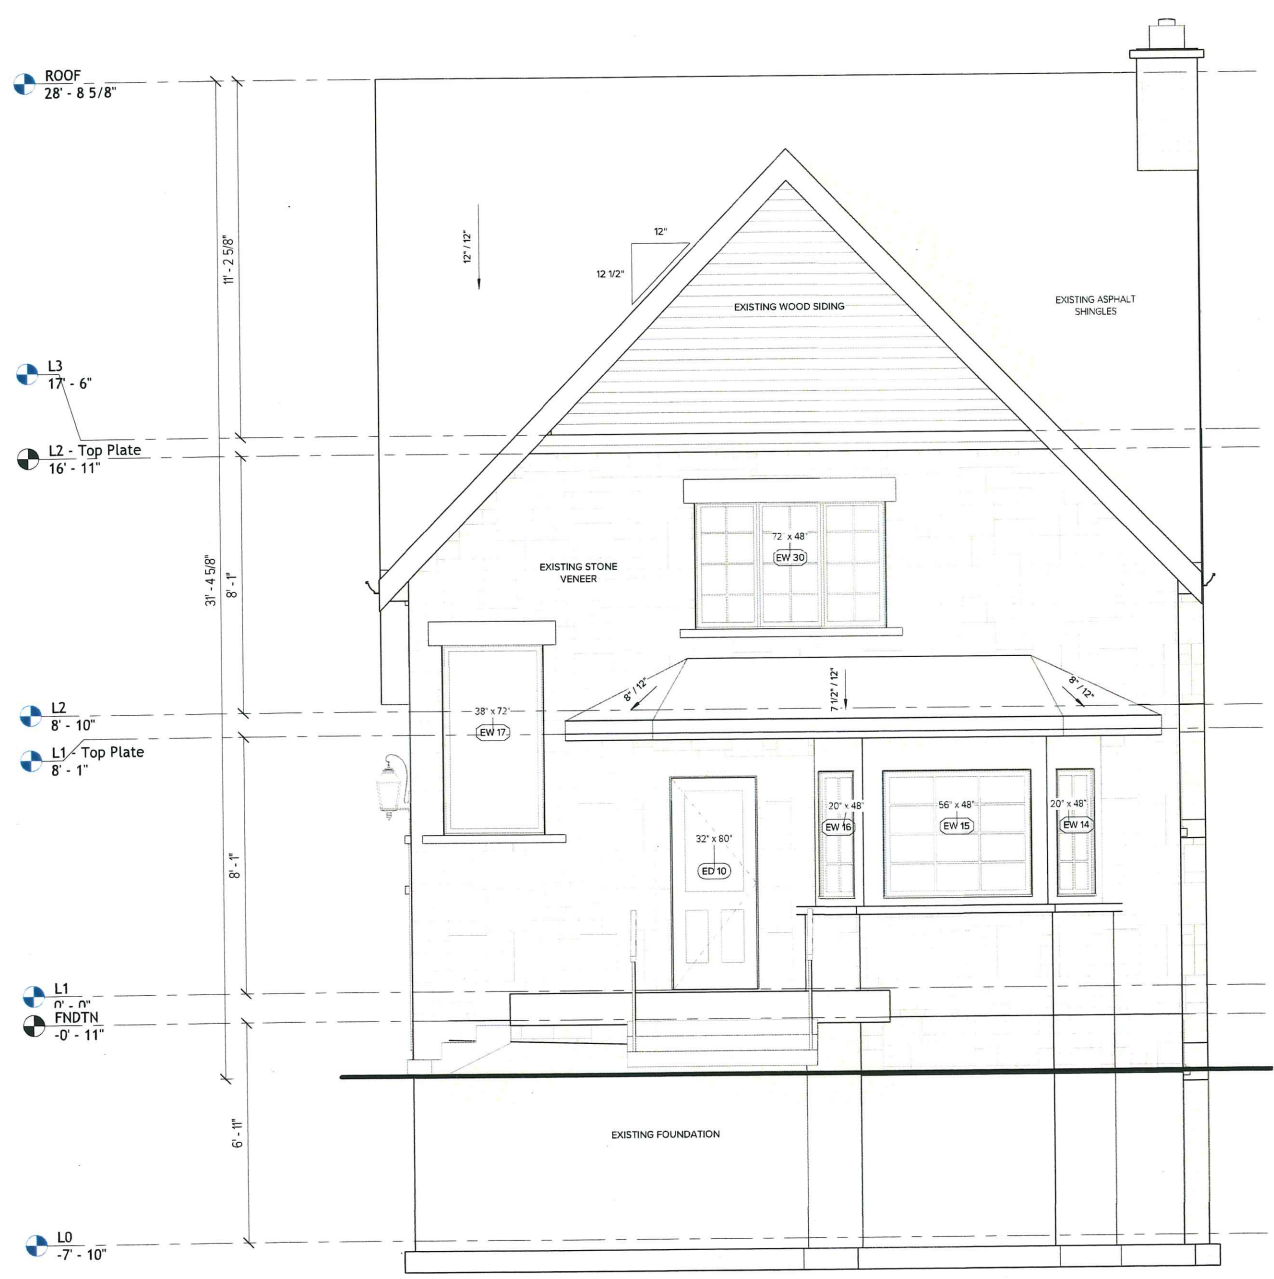 ROOF
28' - 8 5/8"
12" / 12"
12"
12 1/2"
11' - 2 5/8"
EXISTING WOOD SIDING
EXISTING ASPHALT
SHINGLES
L3
17' - 6"
L2 - Top Plate
16' - 11"
72" x 48"
EW 30
EXISTING STONE
VENEER
31' - 4 5/8"
8' - 1"
8" / 12"
7 1/2" / 12"
8" / 12"
L2
8' - 10"
38" x 72"
EW 17
L1 - Top Plate
8' - 1"
20" x 48"
EW 16
56" x 48"
EW 15
20" x 48"
EW 14
32" x 80"
ED 10
8' - 1"
L1
0' - 0"
FNDTN
-0' - 11"
6' - 11"
EXISTING FOUNDATION
L0
-7' - 10"